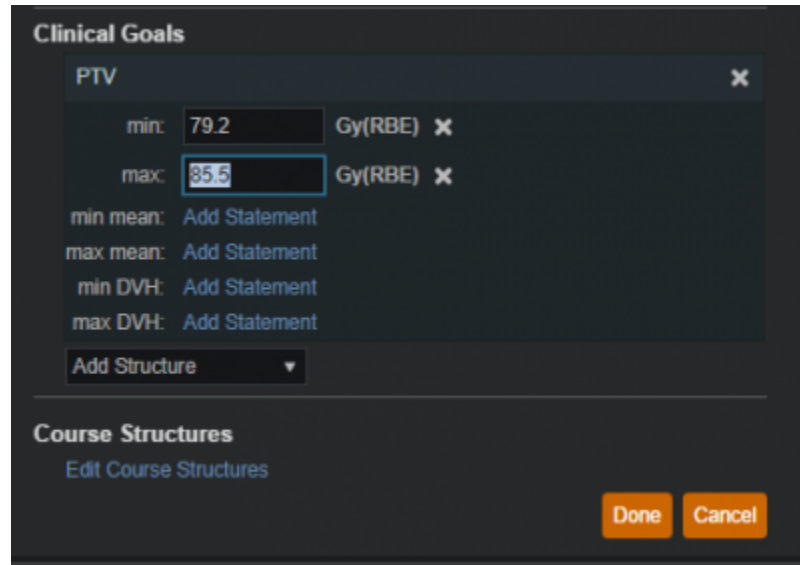 Clinical Goals
PTV
min: 79.2 Gy(RBE)
max: 85.5 Gy(RBE)
min mean: Add Statement
max mean: Add Statement
min DVH: Add Statement
max DVH: Add Statement
Add Structure
Course Structures
Edit Course Structures
Done Cancel